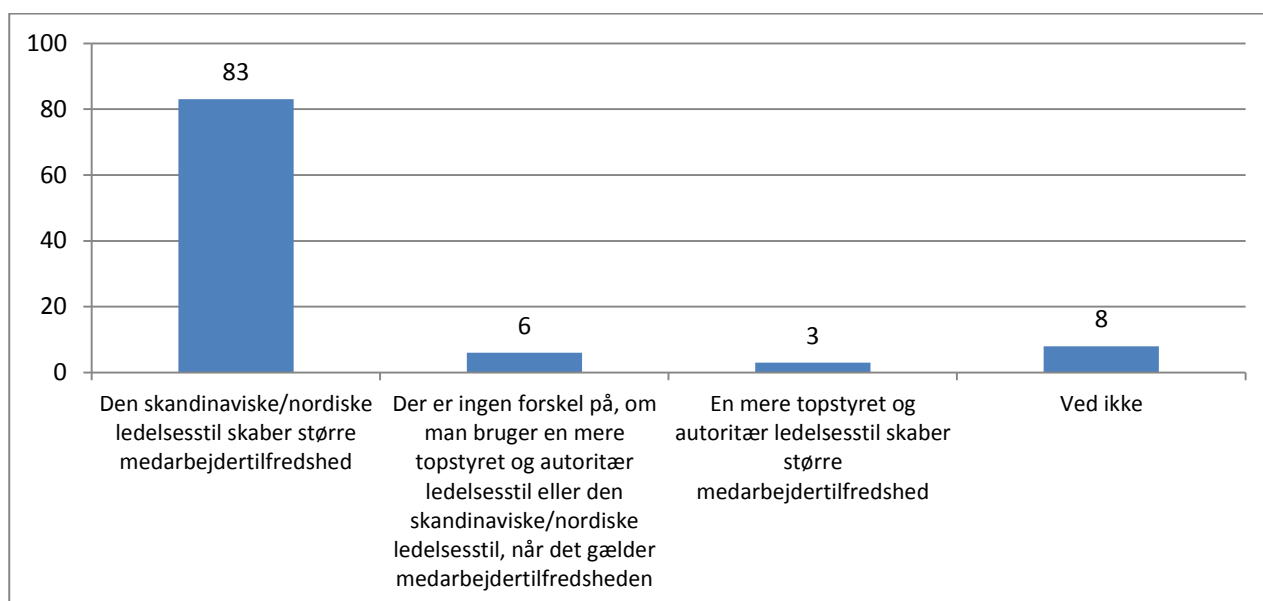 100
80
60
40
20
0
83
6
3
8
Den skandinaviske/nordiske
ledelsesstil skaber større
medarbejdertilfredshed
Der er ingen forskel på, om
man bruger en mere
topstyret og autoritær
ledelsesstil eller den
skandinaviske/nordiske
ledelsesstil, når det gælder
medarbejdertilfredsheden
En mere topstyret og
autoritær ledelsesstil skaber
større
medarbejdertilfredshed
Ved ikke